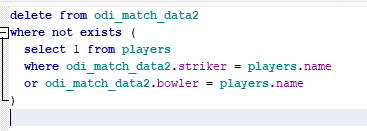 delete from odi_match_data2
where not exists (
select 1 from players
where odi_match_data2.striker = players.name
or odi_match_data2.bowler = players.name
)